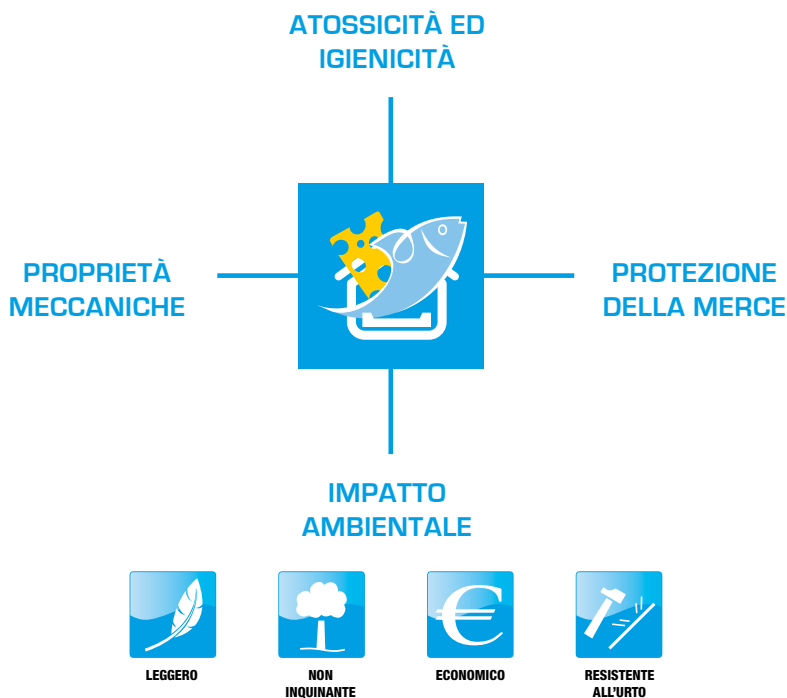 ATOSSICITÀ ED
IGIENICITÀ
PROPRIETÀ
MECCANICHE
PROTEZIONE
DELLA MERCE
IMPATTO
AMBIENTALE
LEGGERO
NON
INQUINANTE
€
ECONOMICO
RESISTENTE
ALL'URTO